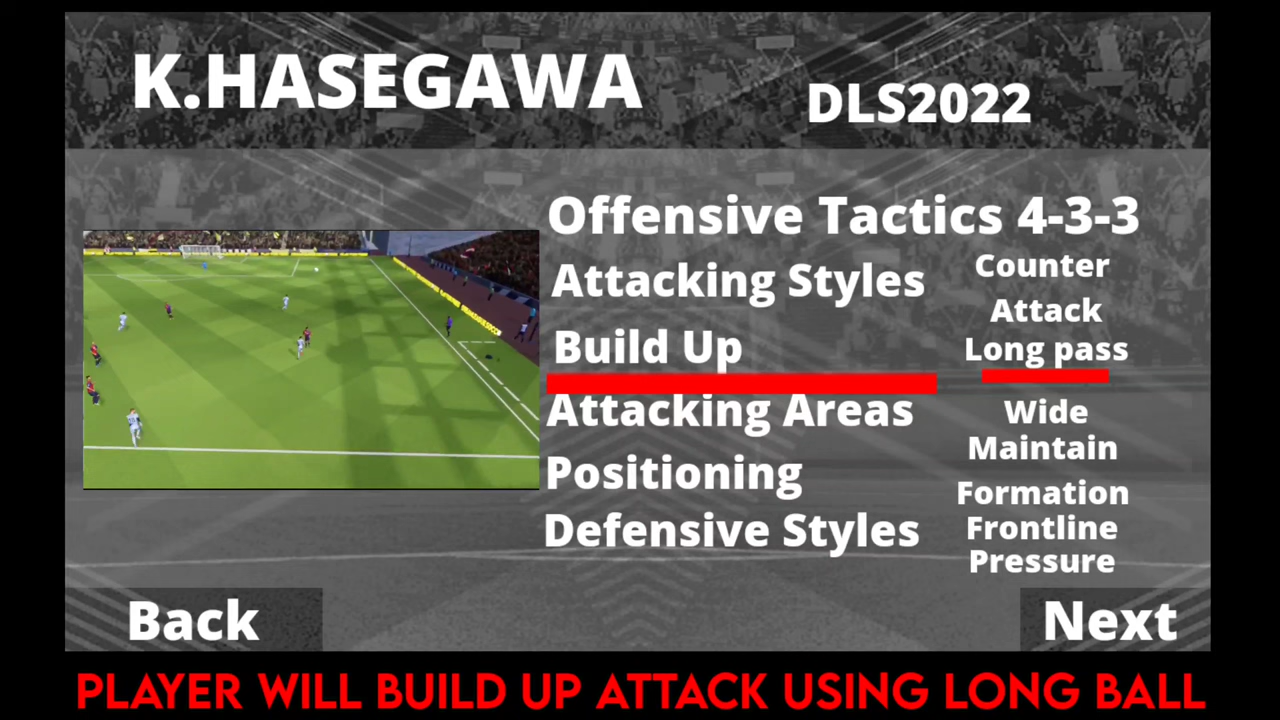 K.HASEGAWA
DLS2022
Offensive Tactics 4-3-3
Attacking Styles
Counter
Attack
Build Up
Long pass
Attacking Areas
Wide
Positioning
Maintain
Formation
Defensive Styles
Frontline
Pressure
Back
Next
PLAYER WILL BUILD UP ATTACK USING LONG BALL